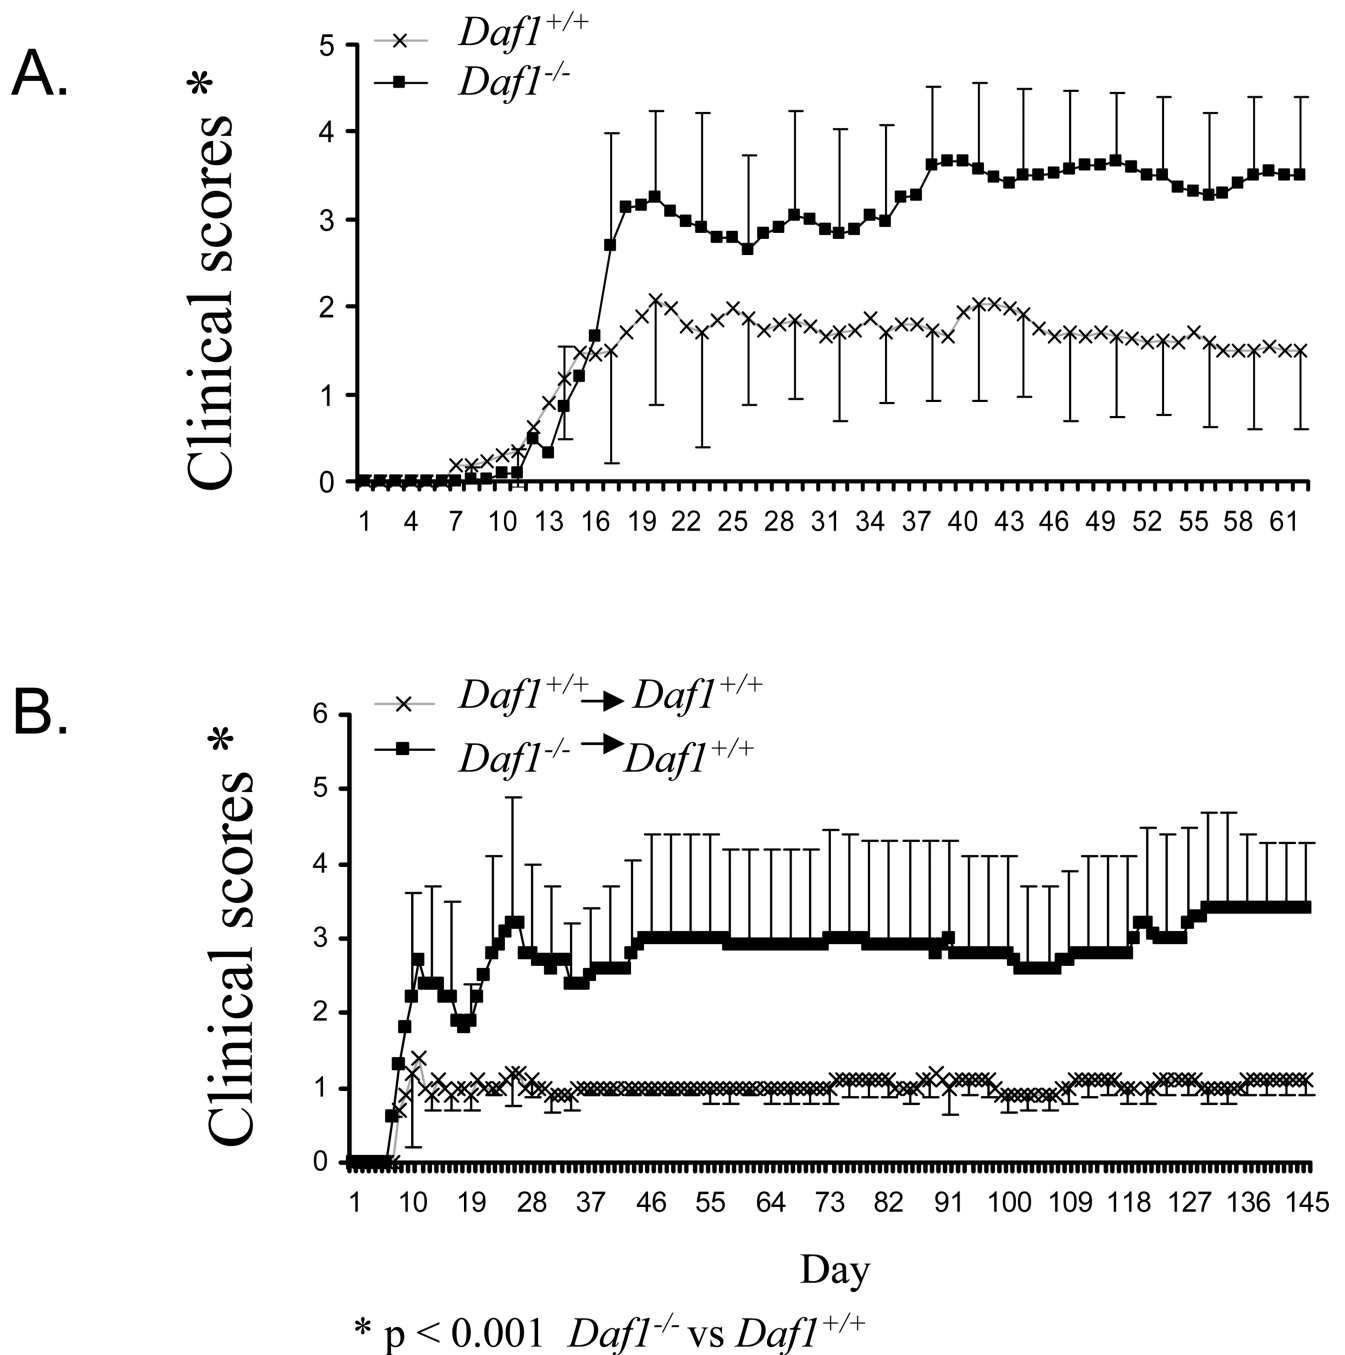 A.
Clinical scores *
Daf1+/+
Daf1-/-
5
4
3
2
1
0
1 4 7 10 13 16 19 22 25 28 31 34 37 40 43 46 49 52 55 58 61
B.
Clinical scores *
Daf1+/+ → Daf1+/+
Daf1-/- → Daf1+/+
6
5
4
3
2
1
0
1 10 19 28 37 46 55 64 73 82 91 100 109 118 127 136 145
Day
* p < 0.001 Daf1-/- vs Daf1+/+